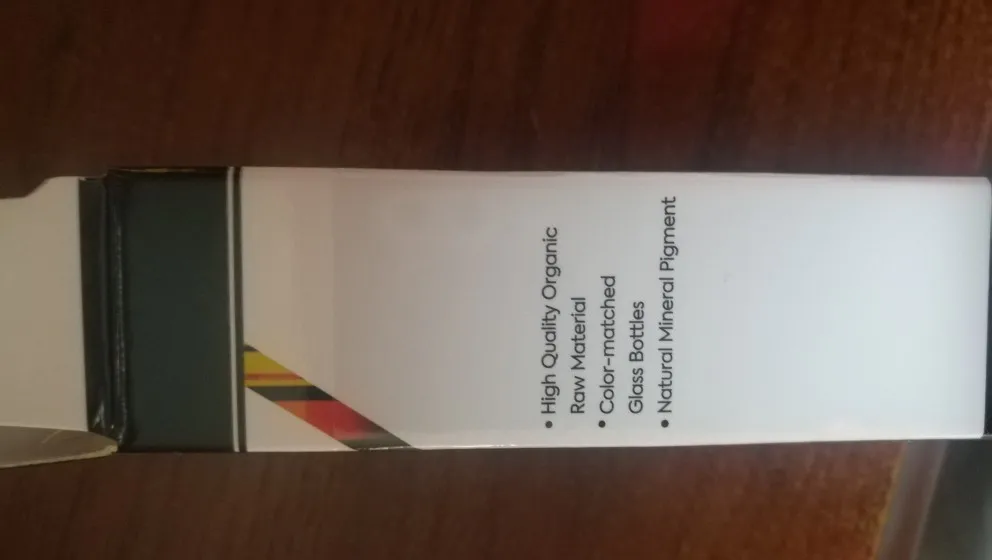 • High Quality Organic
Raw Material
• Color-matched
Glass Bottles
• Natural Mineral Pigment